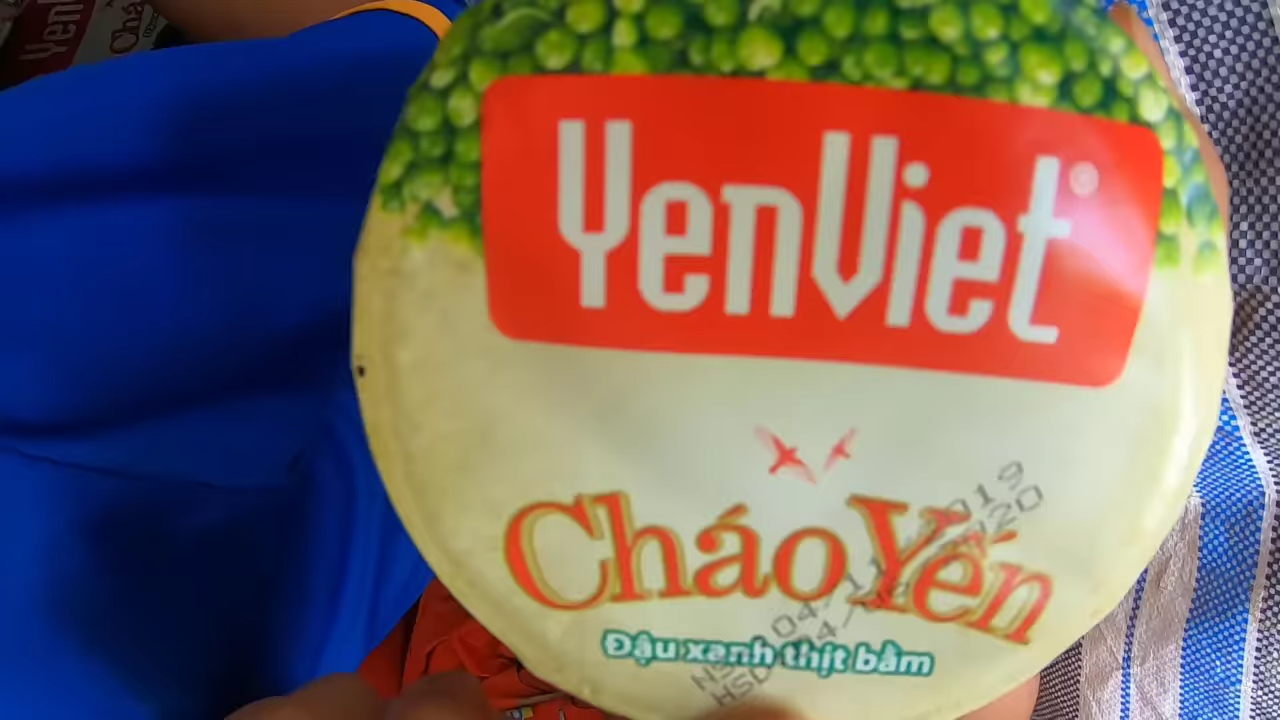 YenViet®
Cháo Yến
Đậu xanh thịt bằm